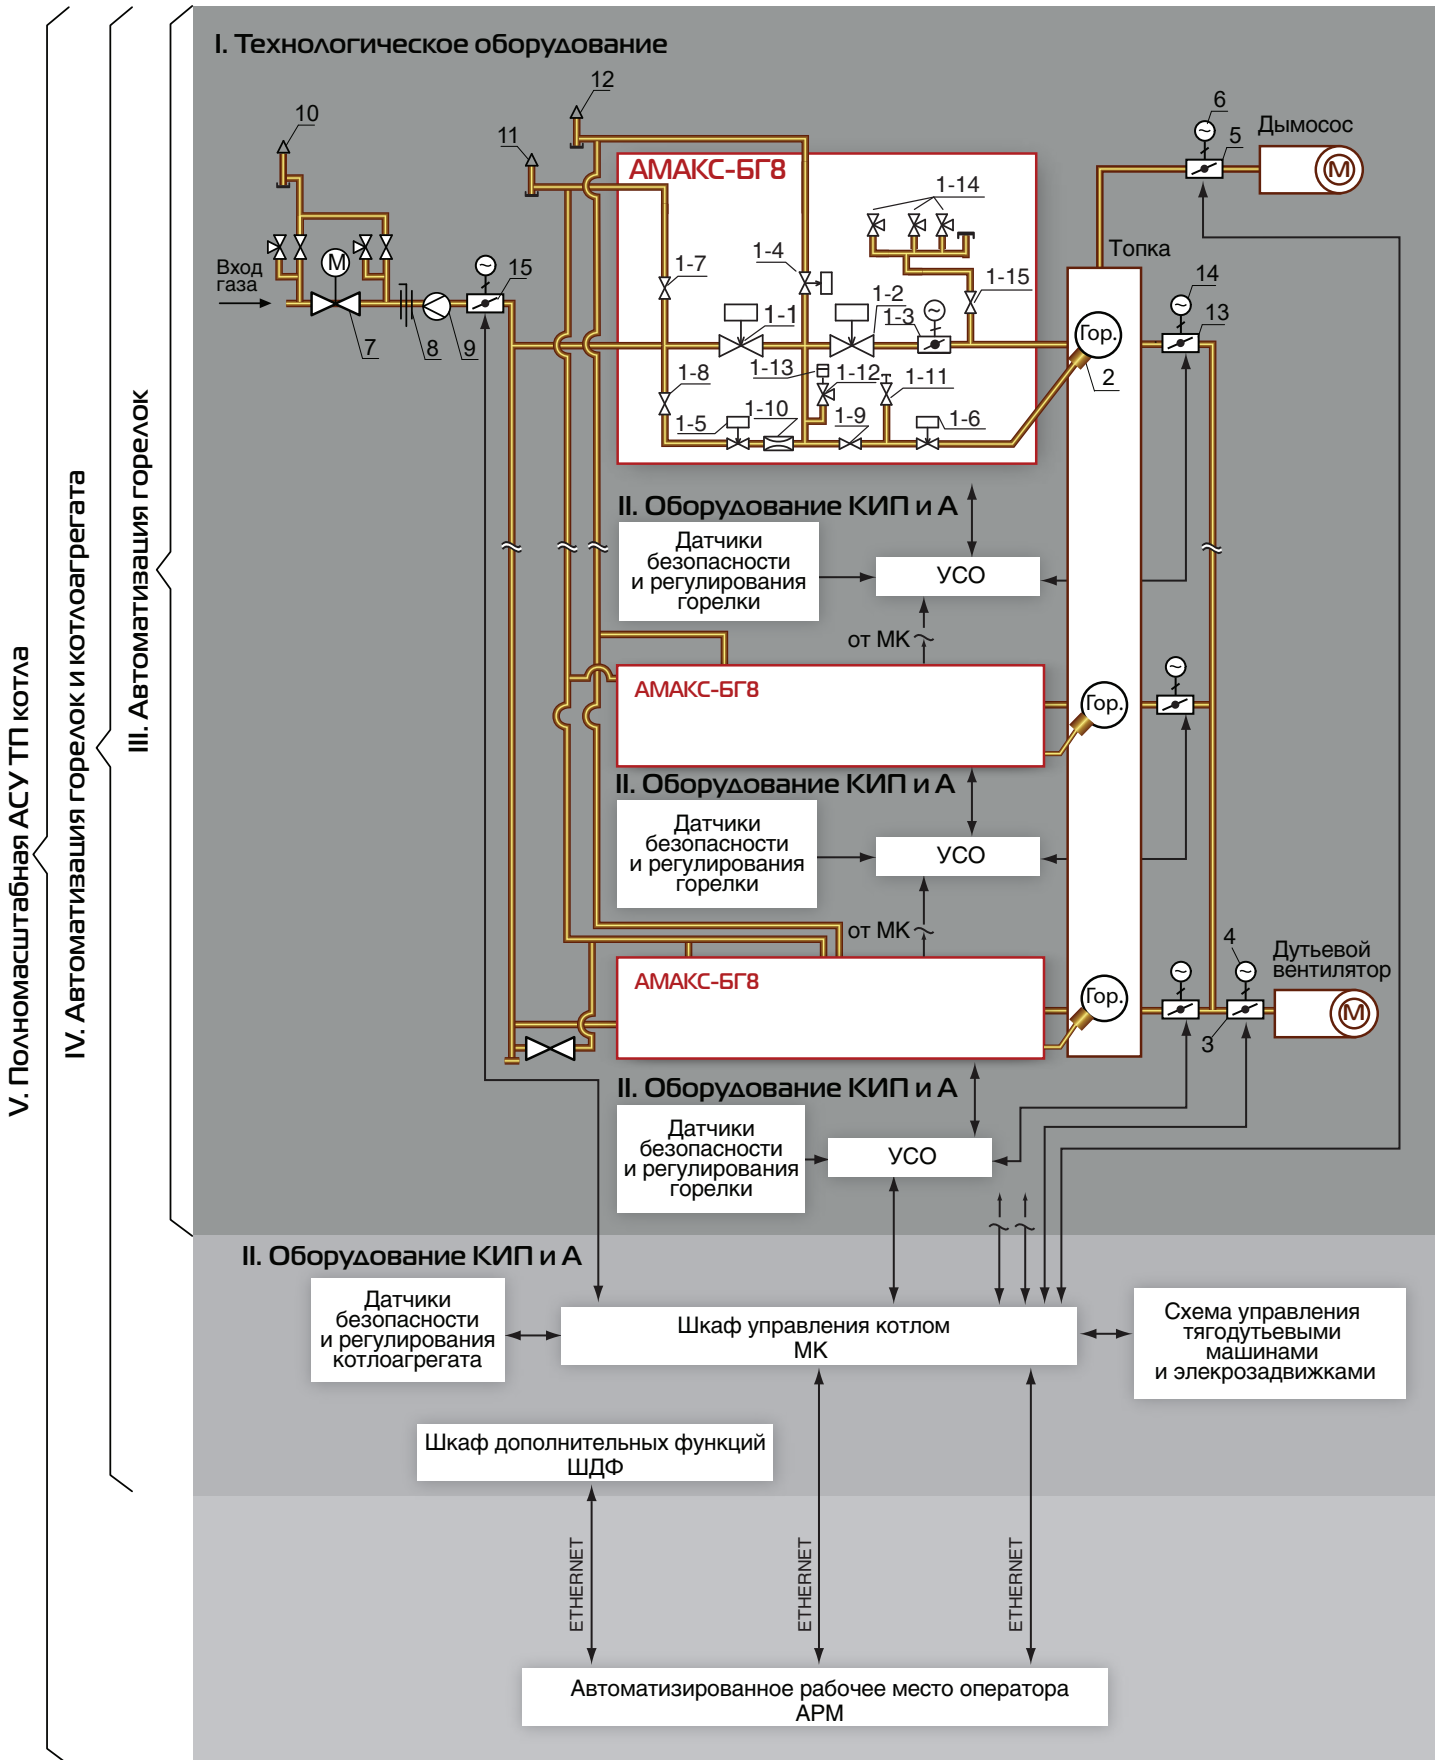 I. Технологическое оборудование
12
10
11
6
Дымосос
5
М
АМАКС-БГ8
1-14
Топка
Вход
газа
М
15
1-7
1-4
1-15
14
1-2
1-3
13
1-1
Гор.
7
8
9
1-8
1-13
1-12
1-11
2
1-5
1-10
1-9
1-6
II. Оборудование КИП и А
Датчики
безопасности
и регулирования
горелки
УСО
от МК
АМАКС-БГ8
Гор.
II. Оборудование КИП и А
Датчики
безопасности
и регулирования
горелки
УСО
от МК
4
Дутьевой
вентилятор
АМАКС-БГ8
Гор.
3
М
II. Оборудование КИП и А
Датчики
безопасности
и регулирования
горелки
УСО
II. Оборудование КИП и А
Датчики
безопасности
и регулирования
котлоагрегата
Шкаф управления котлом
МК
Схема управления
тягодутьевыми
машинами
и элекрозадвижками
Шкаф дополнительных функций
ШДФ
ETHERNET
ETHERNET
ETHERNET
Автоматизированное рабочее место оператора
АРМ
III. Автоматизация горелок
IV. Автоматизация горелок и котлоагрегата
V. Полномасштабная АСУ ТП котла